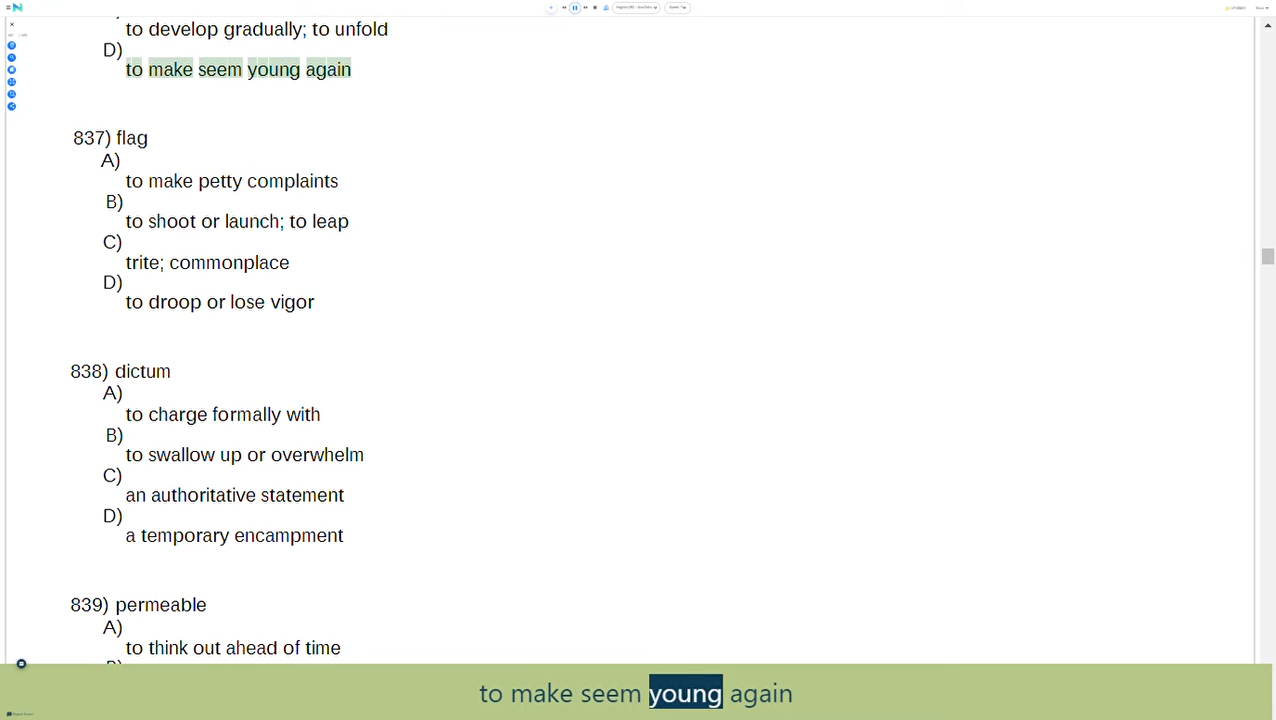 to develop gradually; to unfold
D)
to make seem young again
837) flag
A)
to make petty complaints
B)
to shoot or launch; to leap
C)
trite; commonplace
D)
to droop or lose vigor
838) dictum
A)
to charge formally with
B)
to swallow up or overwhelm
C)
an authoritative statement
D)
a temporary encampment
839) permeable
A)
to think out ahead of time
to make seem young again